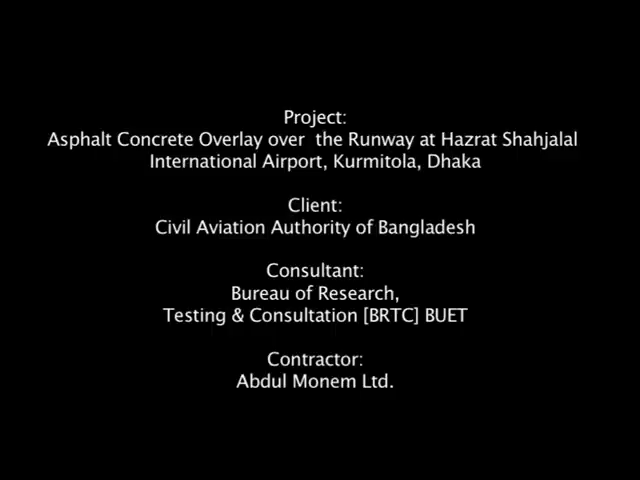 Project:
Asphalt Concrete Overlay over  the Runway at Hazrat Shahjalal
International Airport, Kurmitola, Dhaka
Client:
Civil Aviation Authority of Bangladesh
Consultant:
Bureau of Research,
Testing & Consultation [BRTC] BUET
Contractor:
Abdul Monem Ltd.